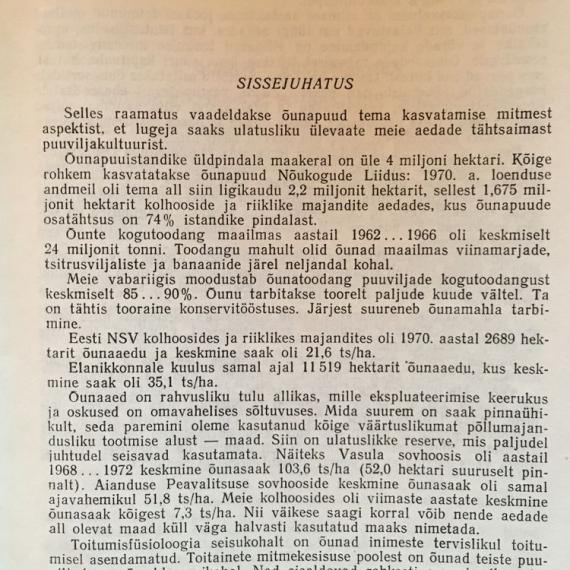 SISSEJUHATUS
Selles raamatus vaadeldakse õunapuud tema kasvatamise mitmest
aspektist, et lugeja saaks ulatusliku ülevaate meie aedade tähtsaimast
puuviljakultuurist.
Õunapuuistandike üldpindala maakeral on üle 4 miljoni hektari. Kõige
rohkem kasvatatakse õunapuud Nõukogude Liidus: 1970. a. loenduse
andmeil oli tema all siin ligikaudu 2,2 miljonit hektarit, sellest 1,675 mil-
jonit hektarit kolhooside ja riiklike majandite aedades, kus õunapuude
osatähtsus on 74% istandike pindalast.
Õunte kogutoodang maailmas aastail 1962...1966 oli keskmiselt
24 miljonit tonni. Toodangu mahult olid õunad maailmas viinamarjade,
tsitrusviljaliste ja banaanide järel neljandal kohal.
Meie vabariigis moodustab õunatoodang puuviljade kogutoodangust
keskmiselt 85...90%. Õunu tarbitakse toorelt paljude kuude vältel. Ta
on tähtis tooraine konservitööstuses. Järjest suureneb õunamahla tarbi-
mine.
Eesti NSV kolhooside ja riiklikes majandites oli 1970. aastal 2689 hek-
tarit õunaaedu ja keskmine saak oli 21,6 ts/ha.
Elanikkonnale kuulus samal ajal 11 519 hektarit õunaaedu, kus kesk-
mine saak oli 35,1 ts/ha.
Õunaaed on rahvusliku tulu allikas, mille ekspluateerimise keerukus
ja oskused on omavahelises sõltuvuses. Mida suurem on saak pinnaühi-
kult, seda paremini oleme kasutanud kõige väärtuslikumat põllumajan-
dusliku tootmise alust — maad. Siin on ulatuslikke reserve, mis paljudel
juhtudel seisavad kasutamata. Näiteks Vasula sovhoosis oli aastail
1968...1972 keskmine õunasaak 103,6 ts/ha (52,0 hektari suuruselt pin-
nalt). Aianduse Peavalitsuse sovhooside keskmine õunasaak oli samal
ajavahemikul 51,8 ts/ha. Meie kolhoosides oli viimaste aastate keskmine
õunasaak kõigest 7,3 ts/ha. Nii väikese saagi korral võib nende aedade
all olevat maad küll väga halvasti kasutatud maaks nimetada.
Toitumisfüsioloogia seisukohalt on õunad inimeste tervislikul toitu-
misel asendamatud. Toitainete mitmekesisuse poolest on õunad teiste puu-